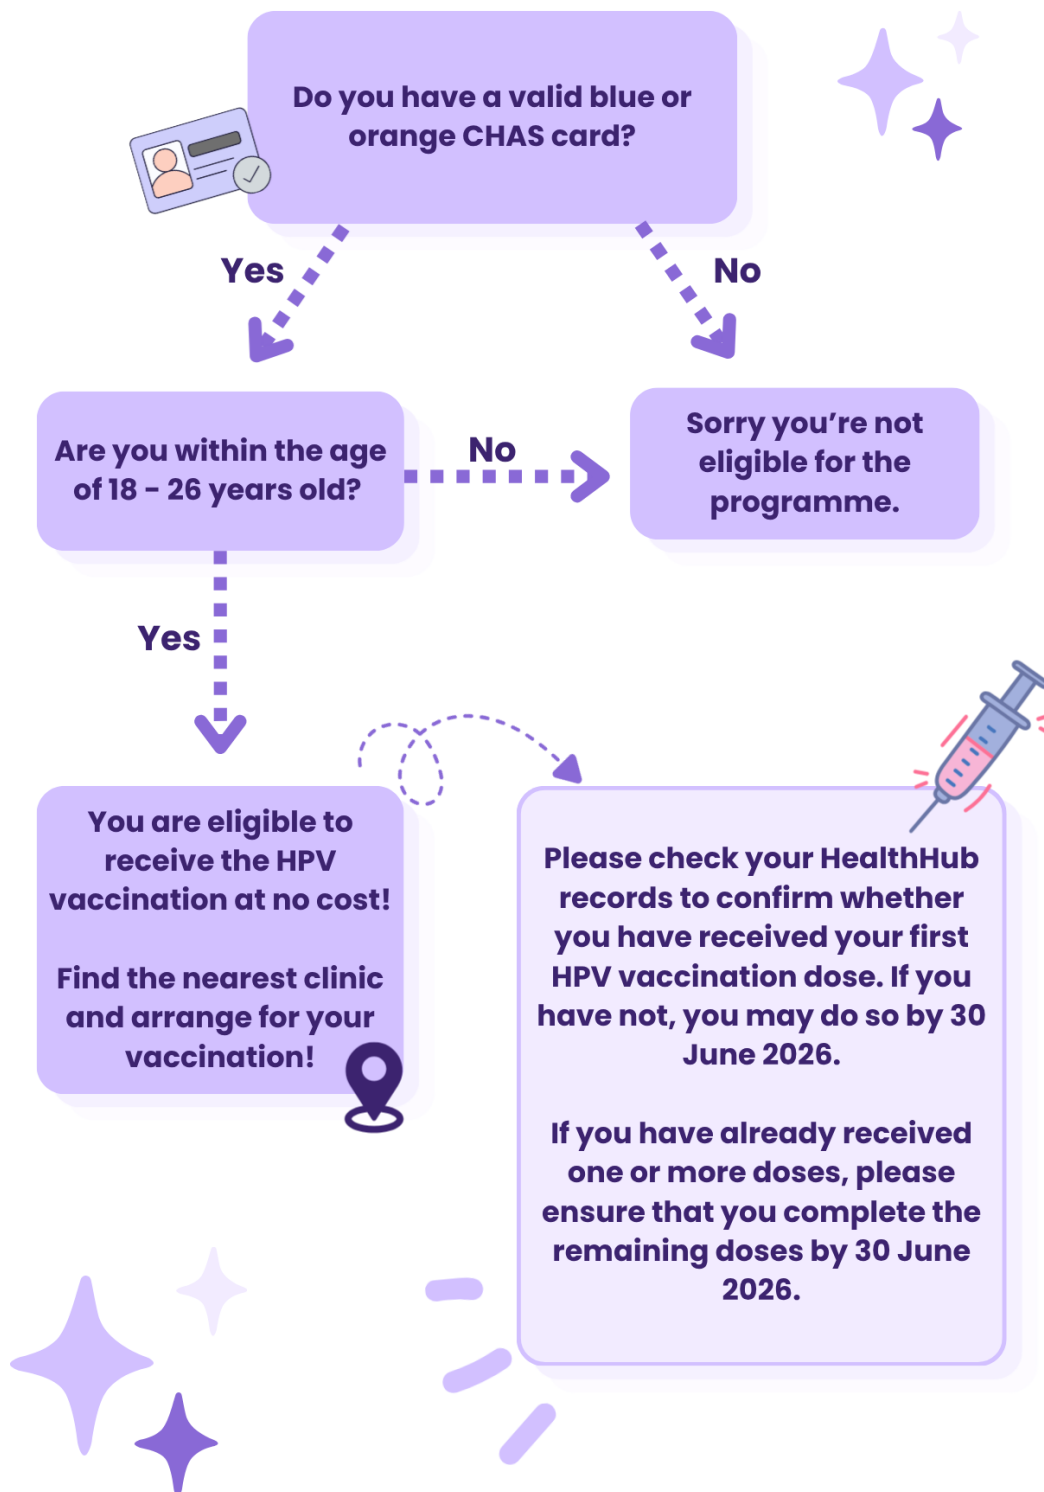 Do you have a valid blue or
orange CHAS card?
Yes
No
Are you within the age
of 18 - 26 years old?
No
Sorry you're not
eligible for the
programme.
Yes
You are eligible to
receive the HPV
vaccination at no cost!
Find the nearest clinic
and arrange for your
vaccination!
Please check your HealthHub
records to confirm whether
you have received your first
HPV vaccination dose. If you
have not, you may do so by 30
June 2026.
If you have already received
one or more doses, please
ensure that you complete the
remaining doses by 30 June
2026.